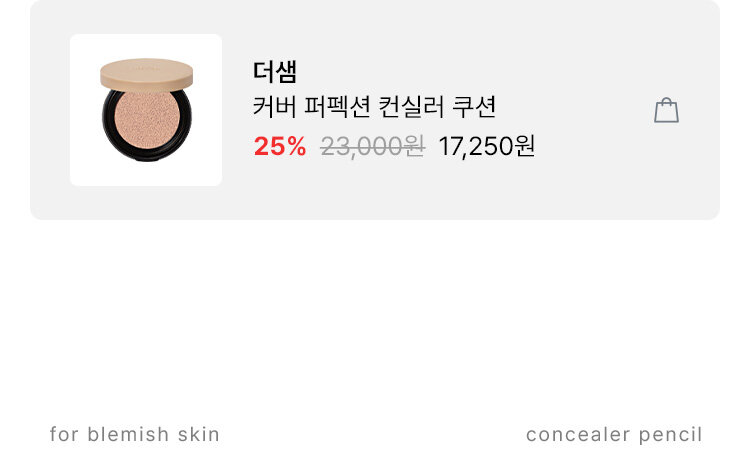 더샘
커버 퍼펙션 컨실러 쿠션
25% 23,000원 17,250원
for blemish skin
concealer pencil